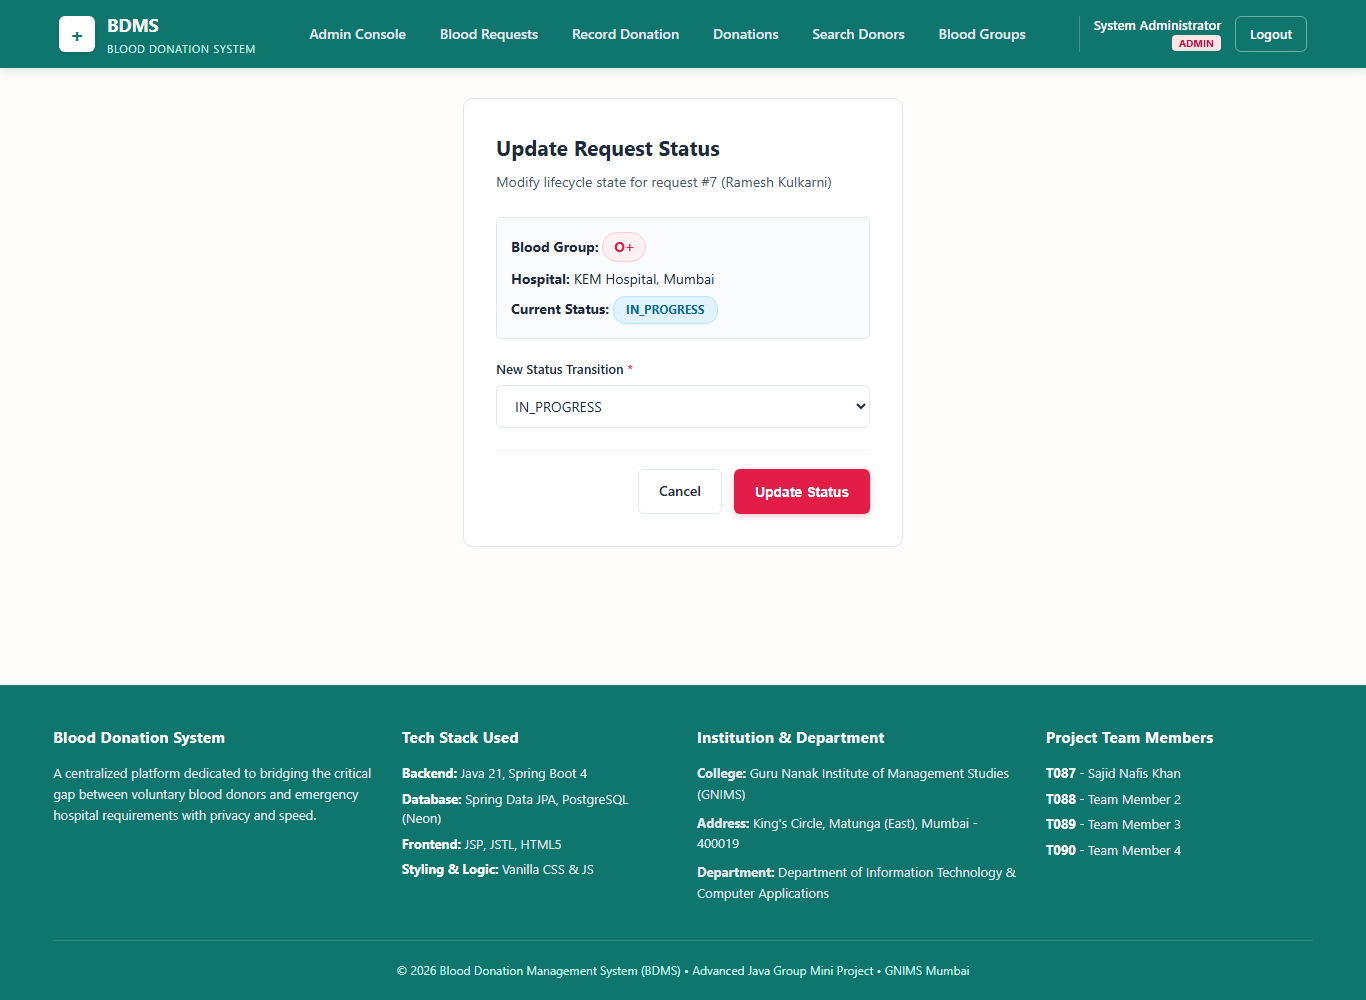 +
BDMS
BLOOD DONATION SYSTEM
Admin Console
Blood Requests
Record Donation
Donations
Search Donors
Blood Groups
System Administrator
ADMIN
Logout
Update Request Status
Modify lifecycle state for request #7 (Ramesh Kulkarni)
Blood Group: O+
Hospital: KEM Hospital, Mumbai
Current Status: IN_PROGRESS
New Status Transition *
IN_PROGRESS
Cancel
Update Status
Blood Donation System
A centralized platform dedicated to bridging the critical
gap between voluntary blood donors and emergency
hospital requirements with privacy and speed.
Tech Stack Used
Backend: Java 21, Spring Boot 4
Database: Spring Data JPA, PostgreSQL
(Neon)
Frontend: JSP, JSTL, HTML5
Styling & Logic: Vanilla CSS & JS
Institution & Department
College: Guru Nanak Institute of Management Studies
(GNIMS)
Address: King's Circle, Matunga (East), Mumbai -
400019
Department: Department of Information Technology &
Computer Applications
Project Team Members
T087 - Sajid Nafis Khan
T088 - Team Member 2
T089 - Team Member 3
T090 - Team Member 4
© 2026 Blood Donation Management System (BDMS) • Advanced Java Group Mini Project • GNIMS Mumbai